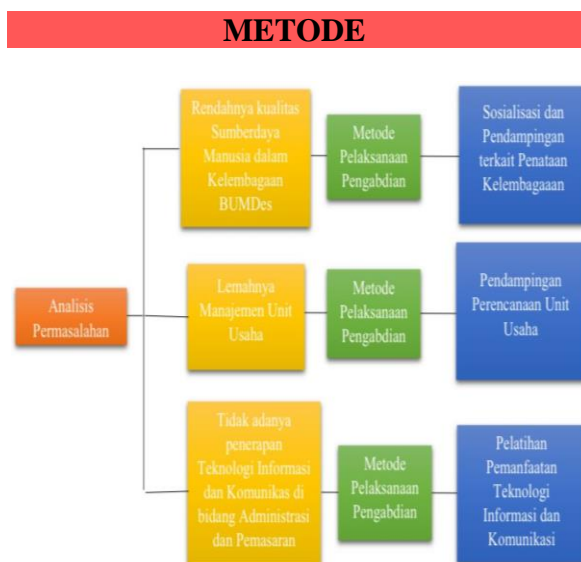 METODE
Analisis
Permasalahan
Rendahnya kualitas
Sumberdaya
Manusia dalam
Kelembagaan
BUMDes
Metode
Pelaksanaan
Pengabdian
Sosialisasi dan
Pendampingan
terkait Penataan
Kelembagaaan
Lemahnya
Manajemen Unit
Usaha
Metode
Pelaksanaan
Pengabdian
Pendampingan
Perencanaan Unit
Usaha
Tidak adanya
penerapan
Teknologi Informasi
dan Komunikas di
bidang Administrasi
dan Pemasaran
Metode
Pelaksanaan
Pengabdian
Pelatihan
Pemanfaatan
Teknologi
Informasi dan
Komunikasi